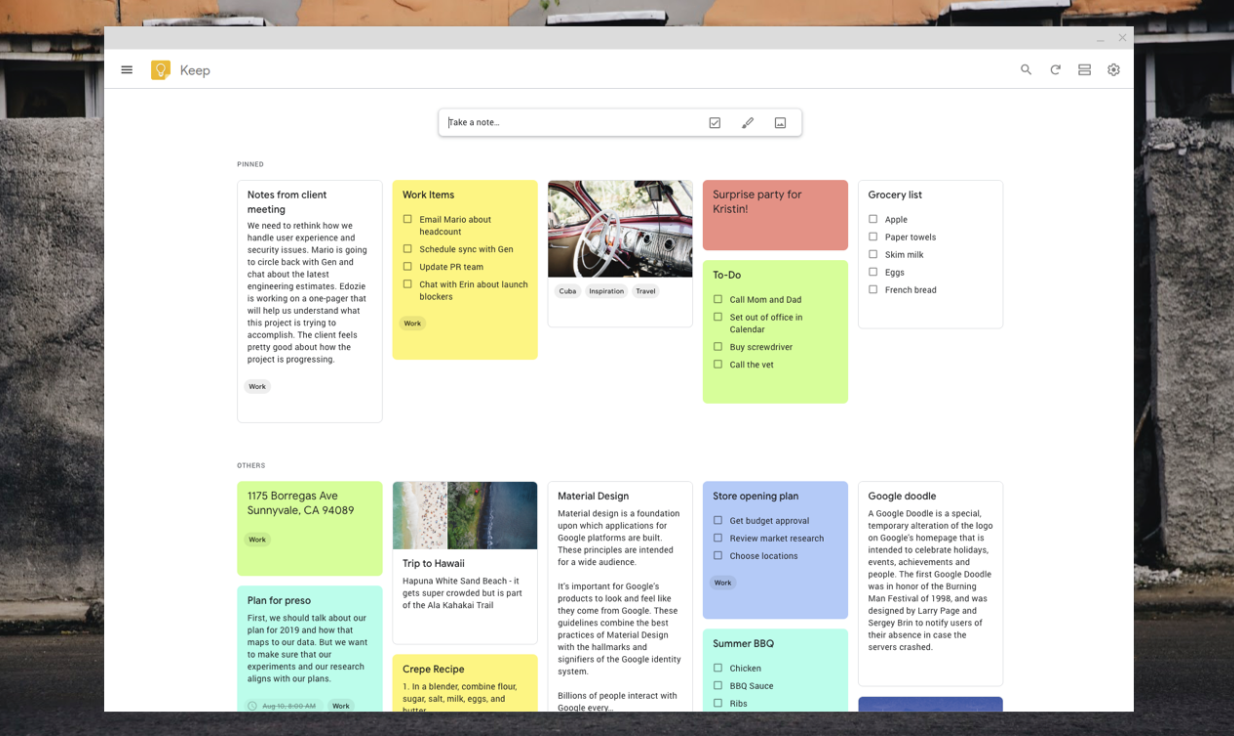 Keep
Take a note...
PINNED
Notes from client
meeting
We need to rethink how we
handle user experience and
security issues. Mario is going
to circle back with Gen and
chat about the latest
engineering estimates. Edozie
is working on a one-pager that
will help us understand what
this project is trying to
accomplish. The client feels
pretty good about how the
project is progressing.
Work
Work Items
Email Mario about
headcount
Schedule sync with Gen
Update PR team
Chat with Erin about launch
blockers
Work
Cuba Inspiration Travel
Surprise party for
Kristin!
To-Do
Call Mom and Dad
Set out of office in
Calendar
Buy screwdriver
Call the vet
Grocery list
Apple
Paper towels
Skim milk
Eggs
French bread
OTHERS
1175 Borregas Ave
Sunnyvale, CA 94089
Work
Plan for preso
First, we should talk about our
plan for 2019 and how that
maps to our data. But we want
to make sure that our
experiments and our research
aligns with our plans.
Aug 10, 8:00 AM Work
Trip to Hawaii
Hapuna White Sand Beach - it
gets super crowded but is part
of the Ala Kahakai Trail
Crepe Recipe
1. In a blender, combine flour,
sugar, salt, milk, eggs, and
butter...
Material Design
Material design is a foundation
upon which applications for
Google platforms are built.
These principles are intended
for a wide audience.
It's important for Google's
products to look and feel like
they come from Google. These
guidelines combine the best
practices of Material Design
with the hallmarks and
signifiers of the Google identity
system.
Billions of people interact with
Google every...
Store opening plan
Get budget approval
Review market research
Choose locations
Work
Summer BBQ
Chicken
BBQ Sauce
Ribs
Google doodle
A Google Doodle is a special,
temporary alteration of the logo
on Google's homepage that is
intended to celebrate holidays,
events, achievements and
people. The first Google Doodle
was in honor of the Burning
Man Festival of 1998, and was
designed by Larry Page and
Sergey Brin to notify users of
their absence in case the
servers crashed.